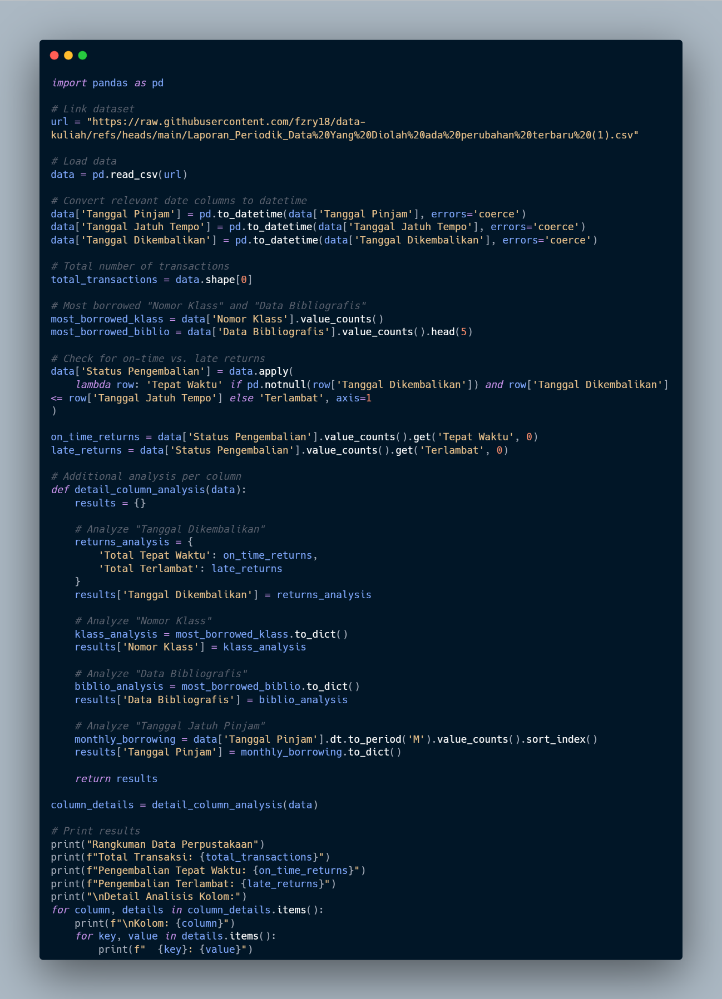 import pandas as pd

# Link dataset
url = "https://raw.githubusercontent.com/fzry18/data-
kuliah/refs/heads/main/Laporan_Periodik_Data%20Yang%20Diolah%20ada%20perubahan%20terbaru%20(1).csv"

# Load data
data = pd.read_csv(url)

# Convert relevant date columns to datetime
data['Tanggal Pinjam'] = pd.to_datetime(data['Tanggal Pinjam'], errors='coerce')
data['Tanggal Jatuh Tempo'] = pd.to_datetime(data['Tanggal Jatuh Tempo'], errors='coerce')
data['Tanggal Dikembalikan'] = pd.to_datetime(data['Tanggal Dikembalikan'], errors='coerce')

# Total number of transactions
total_transactions = data.shape[0]

# Most borrowed "Nomor Klass" and "Data Bibliografis"
most_borrowed_klass = data['Nomor Klass'].value_counts()
most_borrowed_biblio = data['Data Bibliografis'].value_counts().head(5)

# Check for on-time vs. late returns
data['Status Pengembalian'] = data.apply(
    lambda row: 'Tepat Waktu' if pd.notnull(row['Tanggal Dikembalikan']) and row['Tanggal Dikembalikan']
<= row['Tanggal Jatuh Tempo'] else 'Terlambat', axis=1
)

on_time_returns = data['Status Pengembalian'].value_counts().get('Tepat Waktu', 0)
late_returns = data['Status Pengembalian'].value_counts().get('Terlambat', 0)

# Additional analysis per column
def detail_column_analysis(data):
    results = {}

    # Analyze "Tanggal Dikembalikan"
    returns_analysis = {
        'Total Tepat Waktu': on_time_returns,
        'Total Terlambat': late_returns
    }
    results['Tanggal Dikembalikan'] = returns_analysis

    # Analyze "Nomor Klass"
    klass_analysis = most_borrowed_klass.to_dict()
    results['Nomor Klass'] = klass_analysis

    # Analyze "Data Bibliografis"
    biblio_analysis = most_borrowed_biblio.to_dict()
    results['Data Bibliografis'] = biblio_analysis

    # Analyze "Tanggal Jatuh Pinjam"
    monthly_borrowing = data['Tanggal Pinjam'].dt.to_period('M').value_counts().sort_index()
    results['Tanggal Pinjam'] = monthly_borrowing.to_dict()

    return results

column_details = detail_column_analysis(data)

# Print results
print("Rangkuman Data Perpustakaan")
print(f"Total Transaksi: {total_transactions}")
print(f"Pengembalian Tepat Waktu: {on_time_returns}")
print(f"Pengembalian Terlambat: {late_returns}")
print("\nDetail Analisis Kolom:")
for column, details in column_details.items():
    print(f"\nKolom: {column}")
    for key, value in details.items():
        print(f"  {key}: {value}")